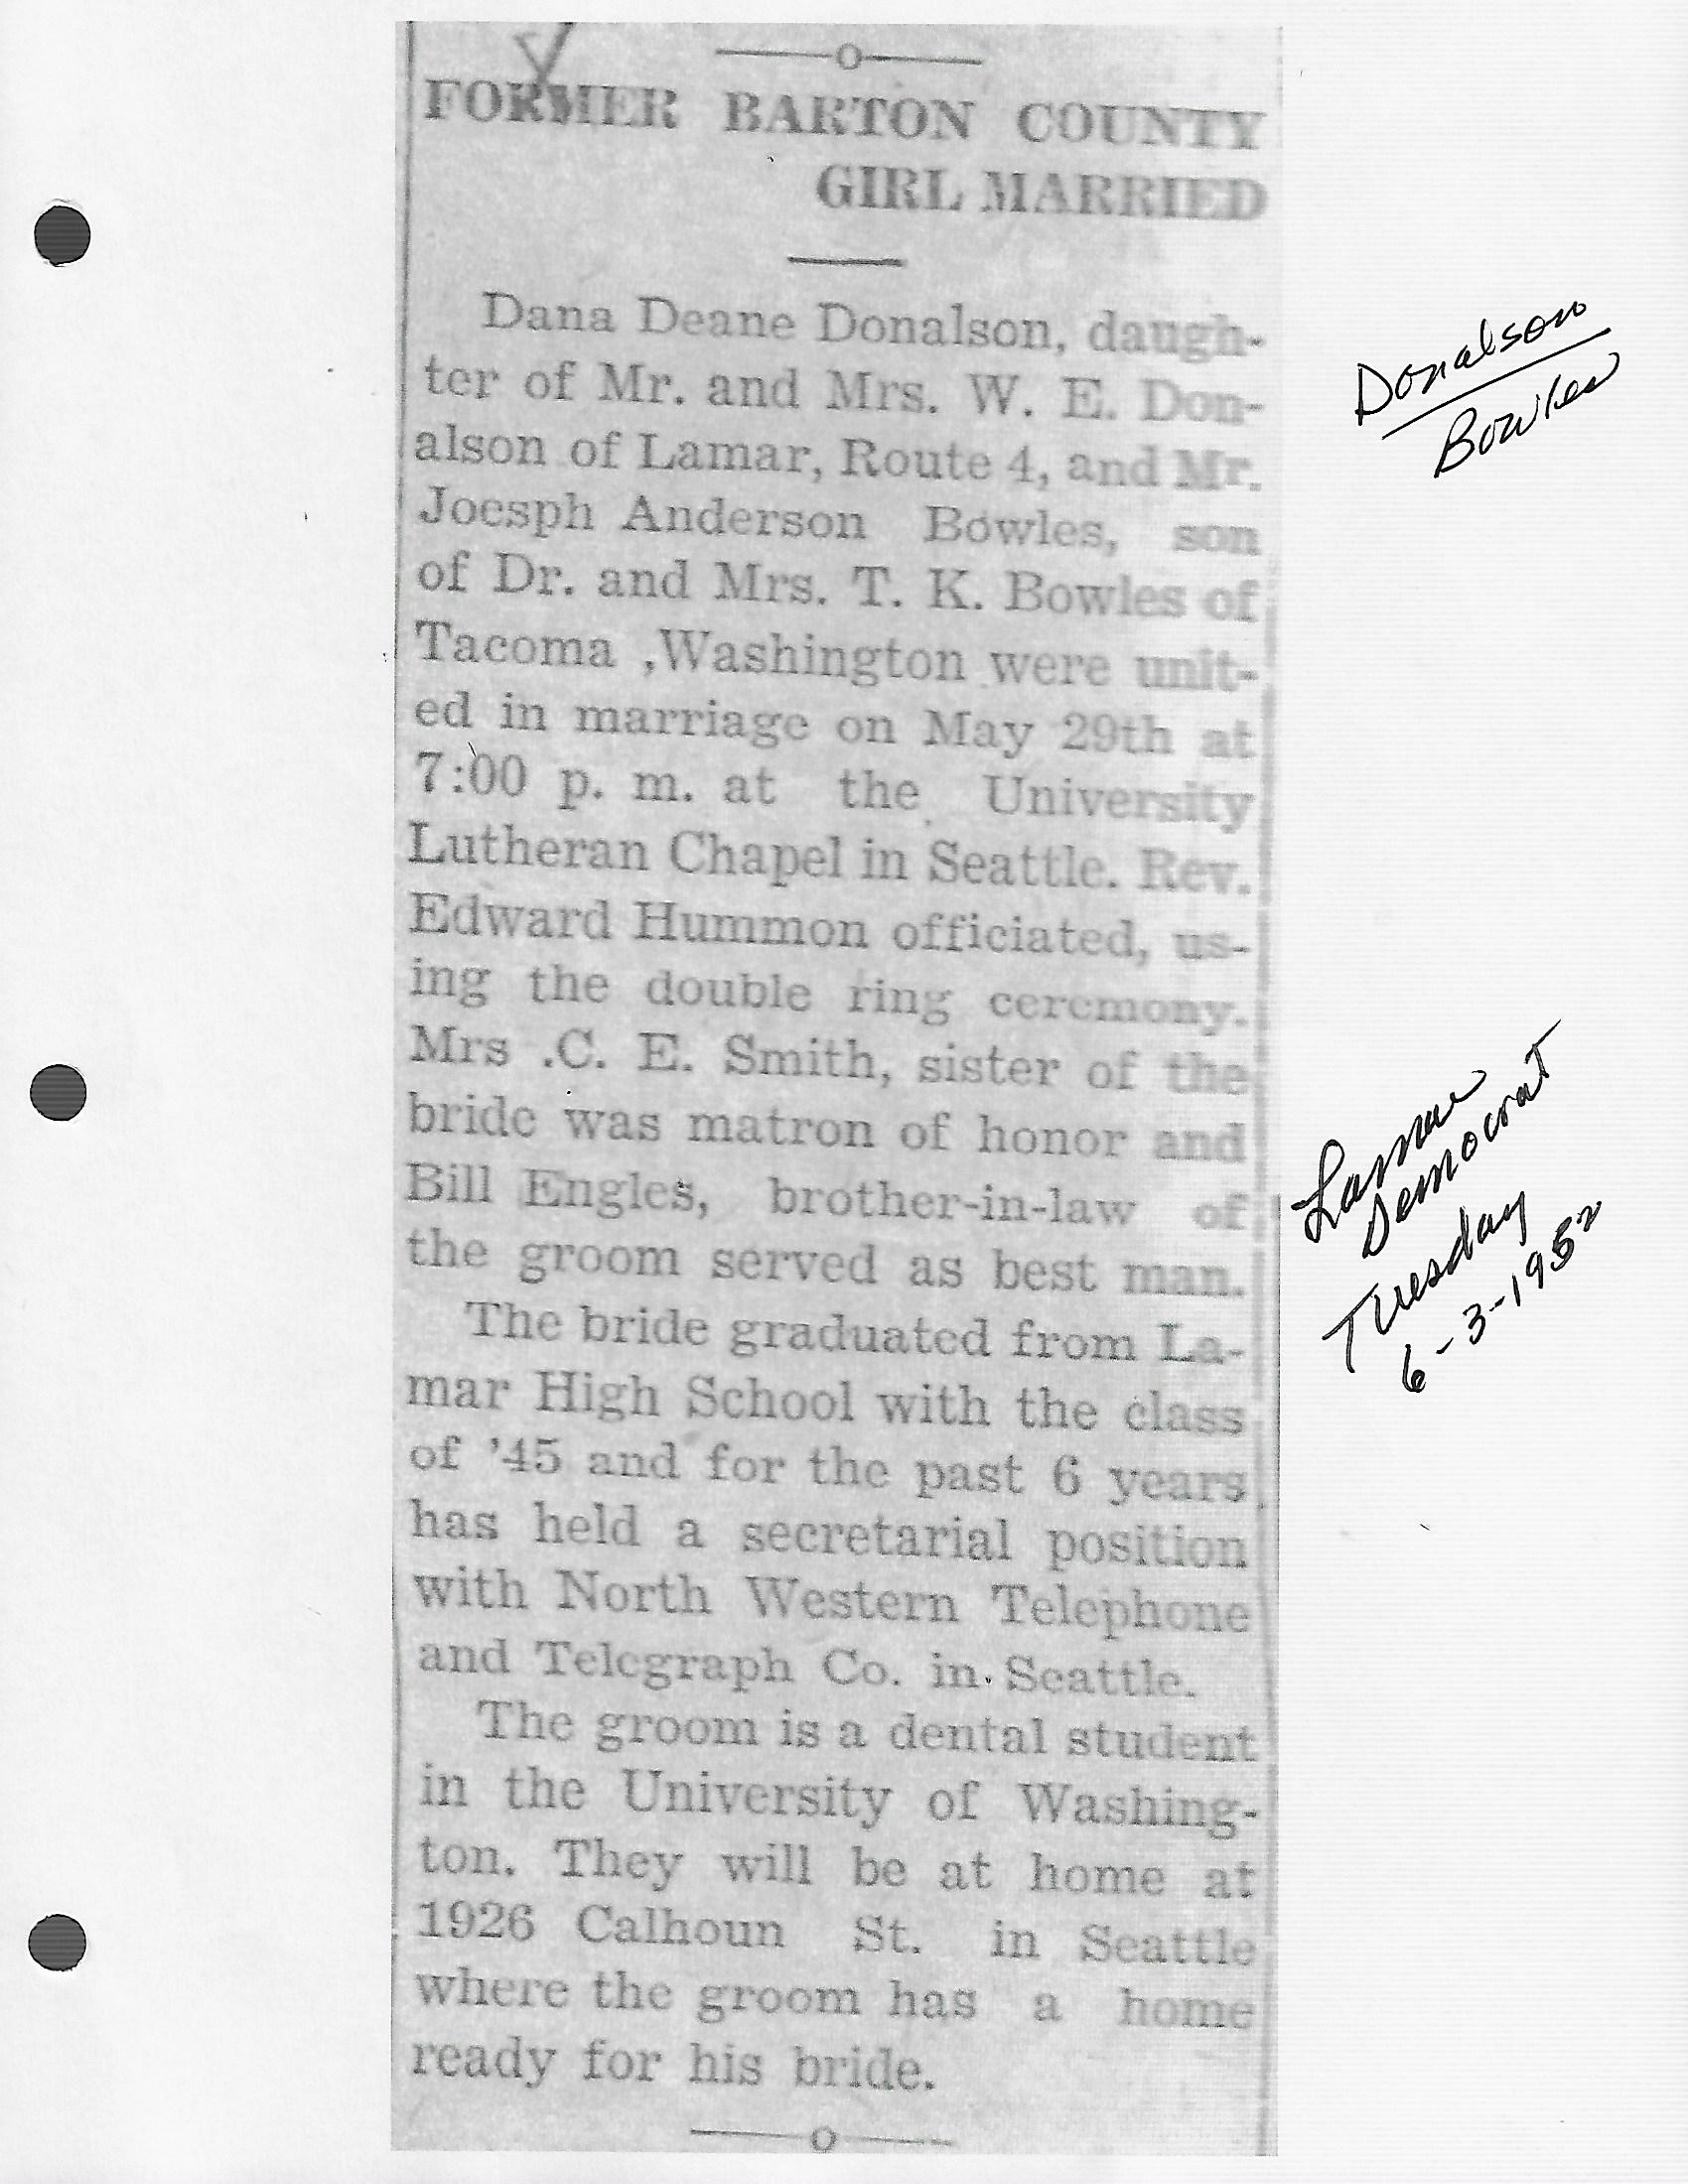 FORMER BARTON COUNTY
GIRL MARRIED
Dana Deane Donalson, daugh-
ter of Mr. and Mrs. W. E. Don-
alson of Lamar, Route 4, and Mr.
Joesph Anderson Bowles, son
of Dr. and Mrs. T. K. Bowles of
Tacoma ,Washington were unit-
ed in marriage on May 29th at
7:00 p. m. at the University
Lutheran Chapel in Seattle. Rev.
Edward Hummon officiated, us-
ing the double ring ceremony.
Mrs .C. E. Smith, sister of the
bride was matron of honor and
Bill Engles, brother-in-law of
the groom served as best man.
The bride graduated from La-
mar High School with the class
of '45 and for the past 6 years
has held a secretarial position
with North Western Telephone
and Telegraph Co. in Seattle.
The groom is a dental student
in the University of Washing-
ton. They will be at home at
1926 Calhoun St. in Seattle
where the groom has a home
ready for his bride.
Donalson
Bowles
Lamar
Democrat
Tuesday
6-3-1952